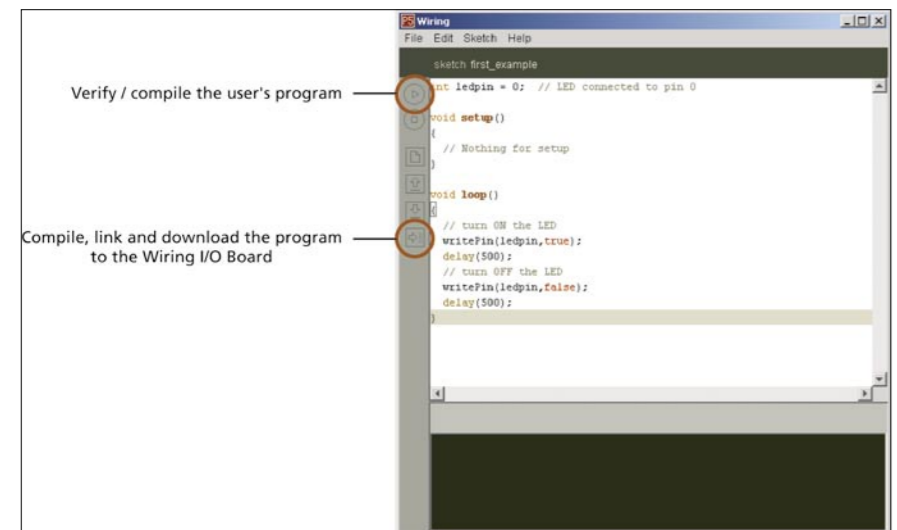 Wiring
File Edit Sketch Help
sketch first_example
Verify / compile the user's program
int ledpin = 0;  // LED connected to pin 0
void setup()
{
  // Nothing for setup
}
void loop()
{
  // turn ON the LED
  writePin(ledpin,true);
  delay(500);
  // turn OFF the LED
  writePin(ledpin,false);
  delay(500);
}
Compile, link and download the program
to the Wiring I/O Board